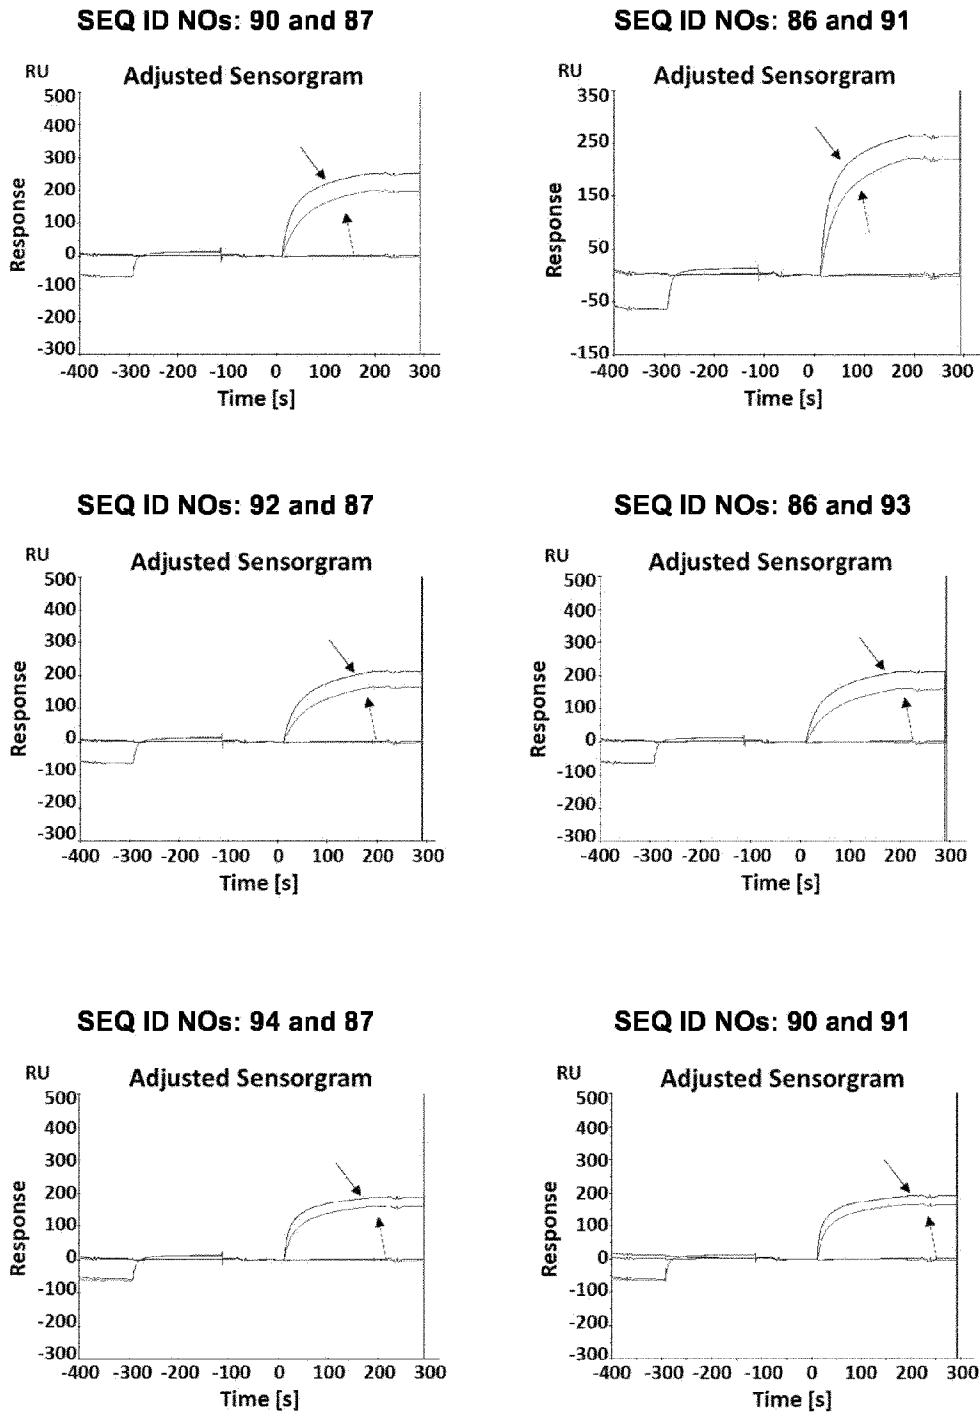 SEQ ID NOs: 90 and 87
RU
Adjusted Sensorgram
500
400
300
200
100
0
-100
-200
-300
Response
-400 -300 -200 -100 0 100 200 300
Time [s]
SEQ ID NOs: 86 and 91
RU
Adjusted Sensorgram
350
250
150
50
-50
-150
Response
-400 -300 -200 -100 0 100 200 300
Time [s]
SEQ ID NOs: 92 and 87
RU
Adjusted Sensorgram
500
400
300
200
100
0
-100
-200
-300
Response
-400 -300 -200 -100 0 100 200 300
Time [s]
SEQ ID NOs: 86 and 93
RU
Adjusted Sensorgram
500
400
300
200
100
0
-100
-200
-300
Response
-400 -300 -200 -100 0 100 200 300
Time [s]
SEQ ID NOs: 94 and 87
RU
Adjusted Sensorgram
500
400
300
200
100
0
-100
-200
-300
Response
-400 -300 -200 -100 0 100 200 300
Time [s]
SEQ ID NOs: 90 and 91
RU
Adjusted Sensorgram
500
400
300
200
100
0
-100
-200
-300
Response
-400 -300 -200 -100 0 100 200 300
Time [s]